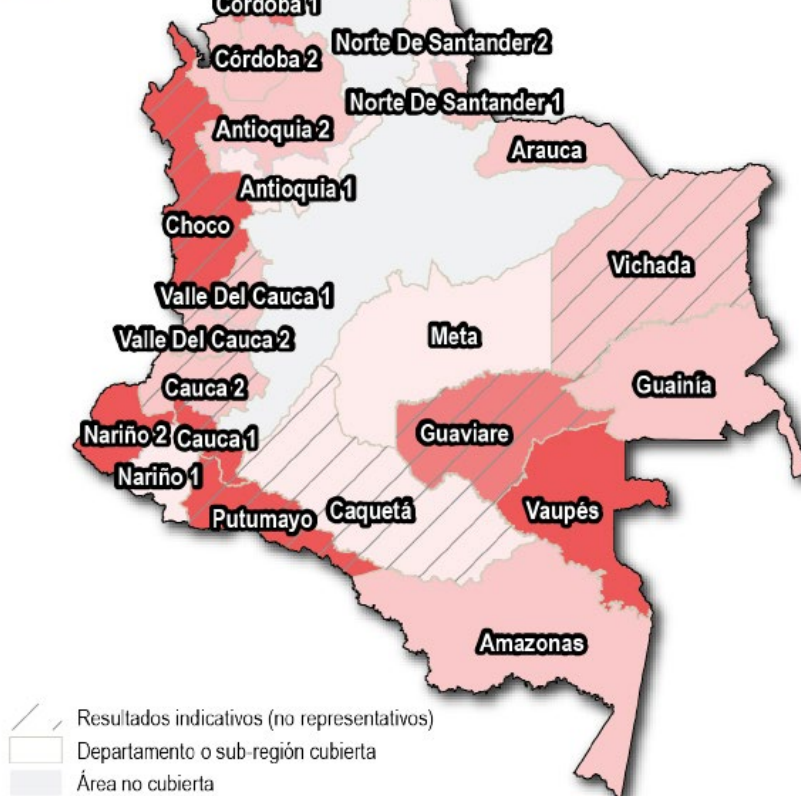 Córdoba 1
Norte De Santander 2
Córdoba 2
Norte De Santander 1
Antioquia 2
Arauca
Antioquia 1
Choco
Vichada
Valle Del Cauca 1
Valle Del Cauca 2
Meta
Cauca 2
Guainía
Nariño 2
Cauca 1
Guaviare
Nariño 1
Putumayo
Caquetá
Vaupés
Amazonas
Resultados indicativos (no representativos)
Departamento o sub-región cubierta
Área no cubierta